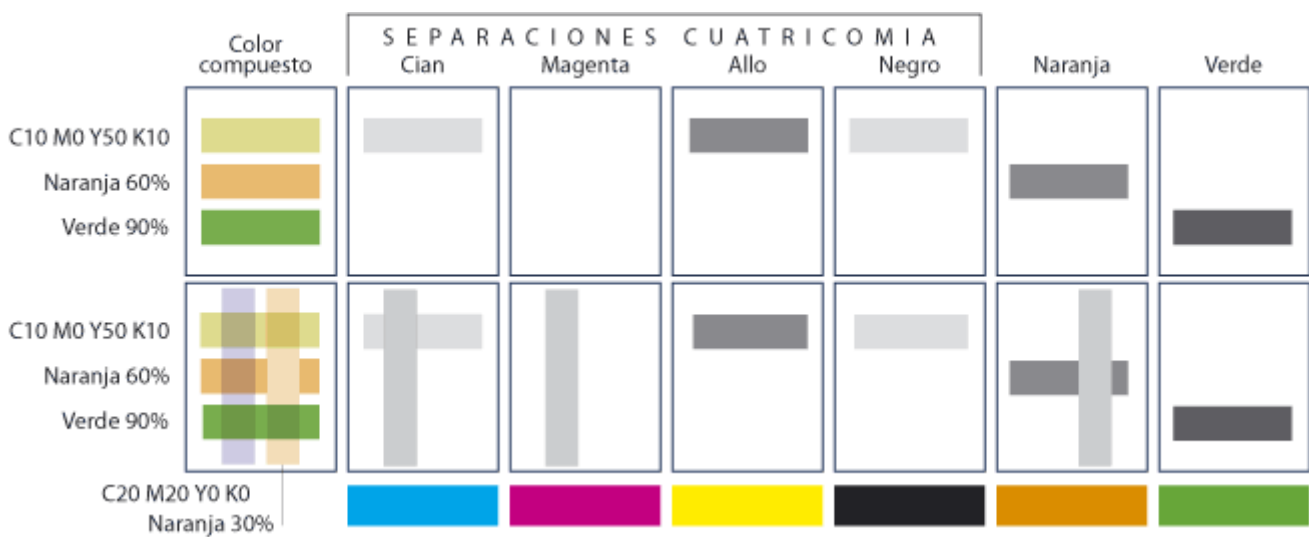 SEPARACIONES CUATRICOMIA
Color
compuesto
Cian
Magenta
Allo
Negro
Naranja
Verde
C10 M0 Y50 K10
Naranja 60%
Verde 90%
C10 M0 Y50 K10
Naranja 60%
Verde 90%
C20 M20 Y0 K0
Naranja 30%